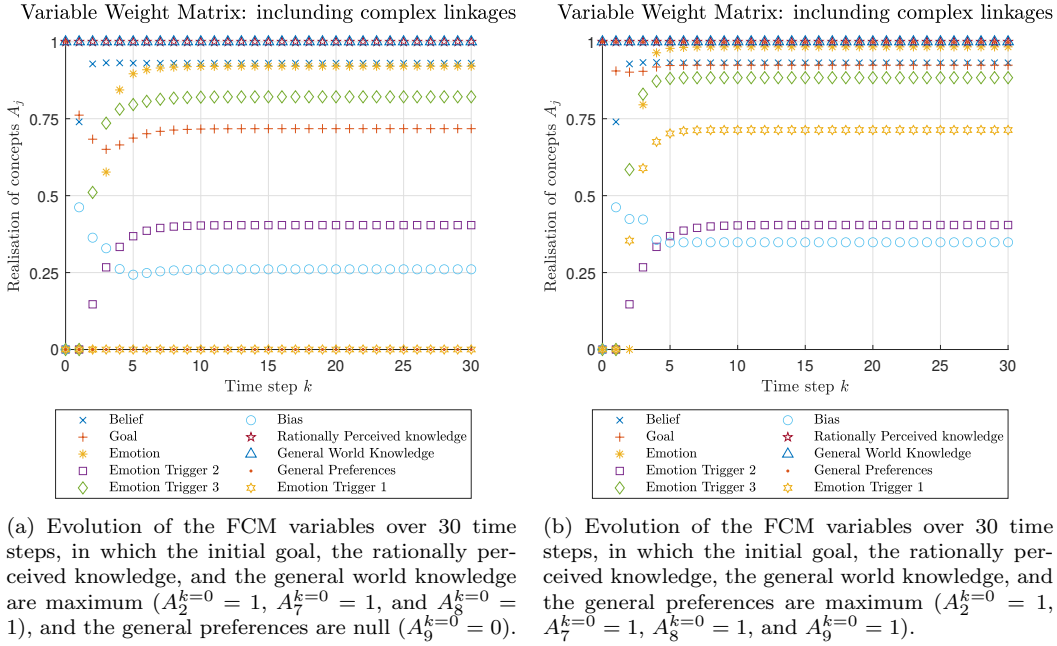 Variable Weight Matrix: inclunding complex linkages
1
0.75
0.5
0.25
0
Realisation of concepts A_j
0 5 10 15 20 25 30
Time step k
Belief
Goal
Emotion
Emotion Trigger 2
Emotion Trigger 3
Bias
Rationally Perceived knowledge
General World Knowledge
General Preferences
Emotion Trigger 1
(a) Evolution of the FCM variables over 30 time
steps, in which the initial goal, the rationally per-
ceived knowledge, and the general world knowledge
are maximum (A_2^{k=0} = 1, A_7^{k=0} = 1, and A_8^{k=0} =
1), and the general preferences are null (A_9^{k=0} = 0).
Variable Weight Matrix: inclunding complex linkages
1
0.75
0.5
0.25
0
Realisation of concepts A_j
0 5 10 15 20 25 30
Time step k
Belief
Goal
Emotion
Emotion Trigger 2
Emotion Trigger 3
Bias
Rationally Perceived knowledge
General World Knowledge
General Preferences
Emotion Trigger 1
(b) Evolution of the FCM variables over 30 time
steps, in which the initial goal, the rationally per-
ceived knowledge, the general world knowledge, and
the general preferences are maximum (A_2^{k=0} = 1,
A_7^{k=0} = 1, A_8^{k=0} = 1, and A_9^{k=0} = 1).